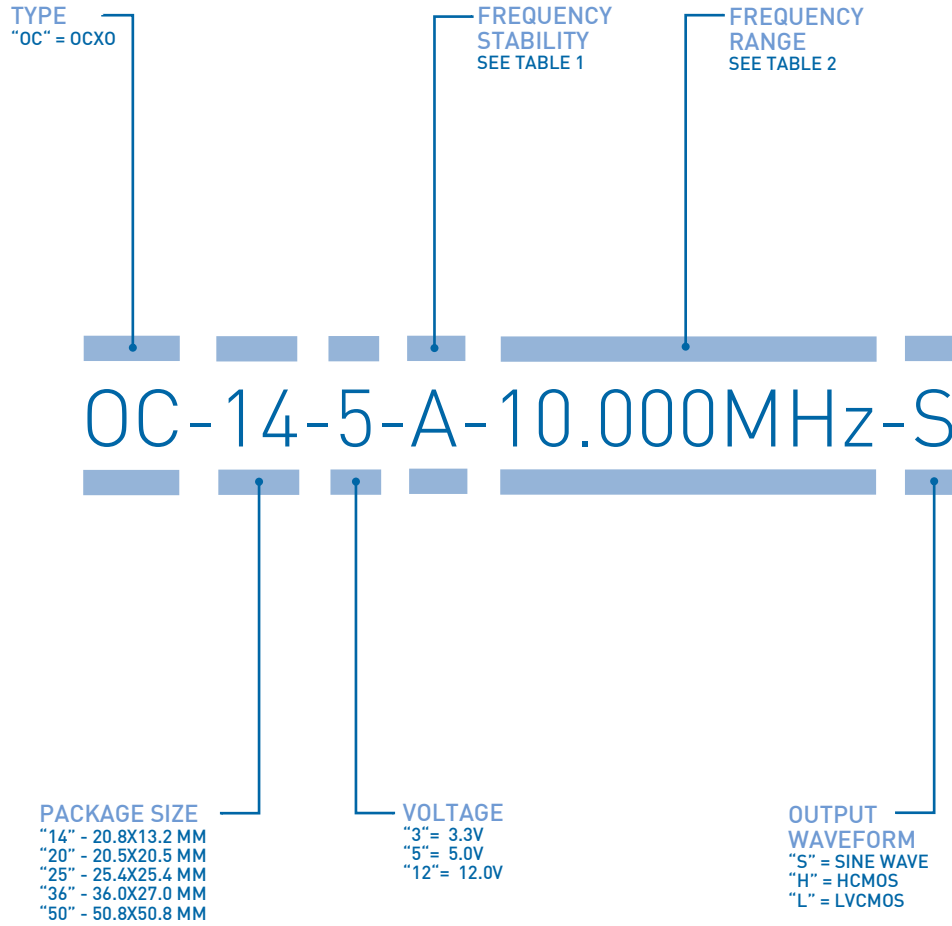 TYPE
“OC“ = OCXO
FREQUENCY
STABILITY
SEE TABLE 1
FREQUENCY
RANGE
SEE TABLE 2
OC-14-5-A-10.000MHz-S
PACKAGE SIZE
“14” - 20.8X13.2 MM
“20” - 20.5X20.5 MM
“25” - 25.4X25.4 MM
“36” - 36.0X27.0 MM
“50” - 50.8X50.8 MM
VOLTAGE
“3“= 3.3V
“5“= 5.0V
“12“= 12.0V
OUTPUT
WAVEFORM
“S” = SINE WAVE
“H” = HCMOS
“L” = LVCMOS